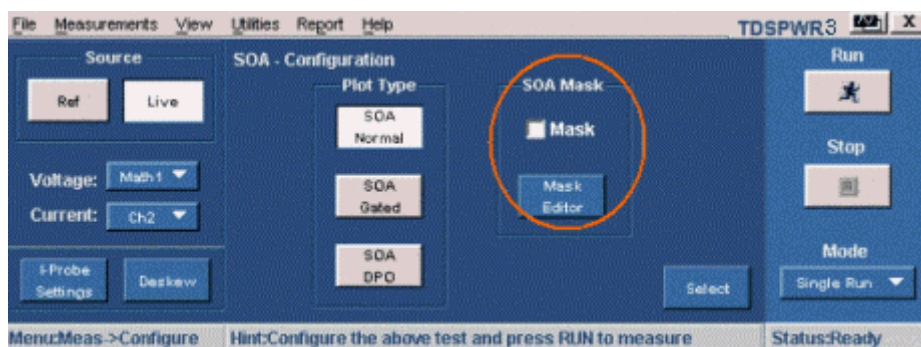 File Measurements View Utilities Report Help TDSPWR3 X
Source
Ref Live
Voltage: Math1
Current: Ch2
I-Probe
Settings
Deskew
SOA - Configuration
Plot Type
SOA
Normal
SOA
Gated
SOA
DPO
SOA Mask
Mask
Mask
Editor
Select
Run
Stop
Mode
Single Run
Menu:Meas->Configure Hint:Configure the above test and press RUN to measure Status:Ready